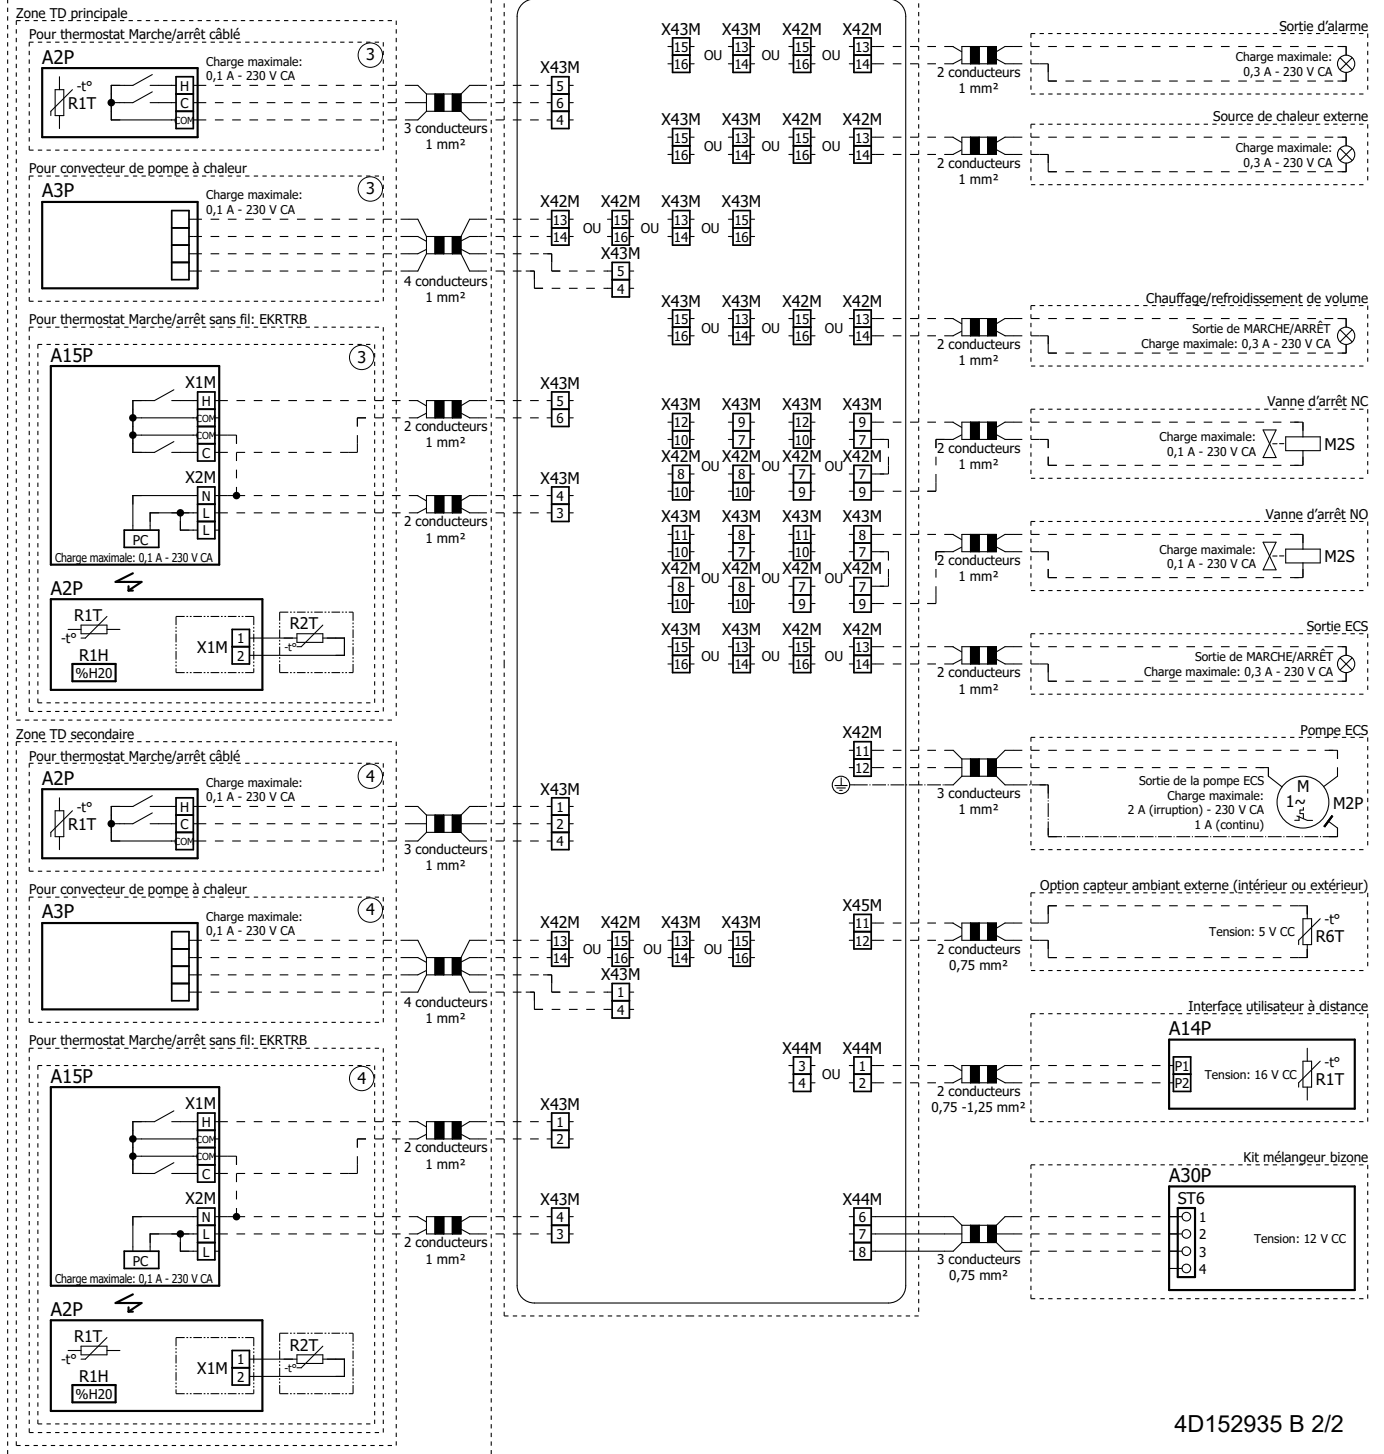 Zone TD principale
Pour thermostat Marche/arrêt câblé
A2P
3
Charge maximale:
0,1 A - 230 V CA
-t°
R1T
H
C
COM
3 conducteurs
1 mm²
X43M
5
6
4
Pour convecteur de pompe à chaleur
A3P
3
Charge maximale:
0,1 A - 230 V CA
4 conducteurs
1 mm²
X42M X42M X43M X43M
13 OU 15 OU 13 OU 15
14 16 14 16
X43M
5
4
Pour thermostat Marche/arrêt sans fil: EKRTRB
A15P
3
X1M
H
COM
COM
C
2 conducteurs
1 mm²
X43M
5
6
X2M
N
L
L
PC
Charge maximale: 0,1 A - 230 V CA
2 conducteurs
1 mm²
X43M
4
3
A2P
R1T
-t°
R1H
%H20
X1M
1
2
R2T
-t°
Zone TD secondaire
Pour thermostat Marche/arrêt câblé
A2P
4
Charge maximale:
0,1 A - 230 V CA
-t°
R1T
H
C
COM
3 conducteurs
1 mm²
X43M
1
2
4
Pour convecteur de pompe à chaleur
A3P
4
Charge maximale:
0,1 A - 230 V CA
4 conducteurs
1 mm²
X42M X42M X43M X43M
13 OU 15 OU 13 OU 15
14 16 14 16
X43M
1
4
Pour thermostat Marche/arrêt sans fil: EKRTRB
A15P
4
X1M
H
COM
COM
C
2 conducteurs
1 mm²
X43M
1
2
X2M
N
L
L
PC
Charge maximale: 0,1 A - 230 V CA
2 conducteurs
1 mm²
X43M
4
3
A2P
R1T
-t°
R1H
%H20
X1M
1
2
R2T
-t°
X43M X43M X42M X42M
15 OU 13 OU 15 OU 13
16 14 16 14
2 conducteurs
1 mm²
Sortie d'alarme
Charge maximale:
0,3 A - 230 V CA
X43M X43M X42M X42M
15 OU 13 OU 15 OU 13
16 14 16 14
2 conducteurs
1 mm²
Source de chaleur externe
Charge maximale:
0,3 A - 230 V CA
X43M X43M X42M X42M
15 OU 13 OU 15 OU 13
16 14 16 14
2 conducteurs
1 mm²
Chauffage/refroidissement de volume
Sortie de MARCHE/ARRÊT
Charge maximale: 0,3 A - 230 V CA
X43M X43M X43M X43M
12 9 12 9
10 7 10 7
X42M OU X42M OU X42M OU X42M
8 8 7 7
10 10 9 9
2 conducteurs
1 mm²
Vanne d'arrêt NC
Charge maximale:
0,1 A - 230 V CA
M2S
X43M X43M X43M X43M
11 8 11 8
10 7 10 7
X42M OU X42M OU X42M OU X42M
8 8 7 7
10 10 9 9
2 conducteurs
1 mm²
Vanne d'arrêt NO
Charge maximale:
0,1 A - 230 V CA
M2S
X43M X43M X42M X42M
15 OU 13 OU 15 OU 13
16 14 16 14
2 conducteurs
1 mm²
Sortie ECS
Sortie de MARCHE/ARRÊT
Charge maximale: 0,3 A - 230 V CA
X42M
11
12
3 conducteurs
1 mm²
Pompe ECS
Sortie de la pompe ECS
Charge maximale:
2 A (irruption) - 230 V CA
1 A (continu)
M
1~
M2P
X45M
11
12
2 conducteurs
0,75 mm²
Option capteur ambiant externe (intérieur ou extérieur)
Tension: 5 V CC
-t°
R6T
X44M X44M
3 OU 1
4 2
2 conducteurs
0,75 -1,25 mm²
Interface utilisateur à distance
A14P
P1
P2
Tension: 16 V CC
-t°
R1T
X44M
6
7
8
3 conducteurs
0,75 mm²
Kit mélangeur bizone
A30P
ST6
1
2
3
4
Tension: 12 V CC
4D152935 B 2/2